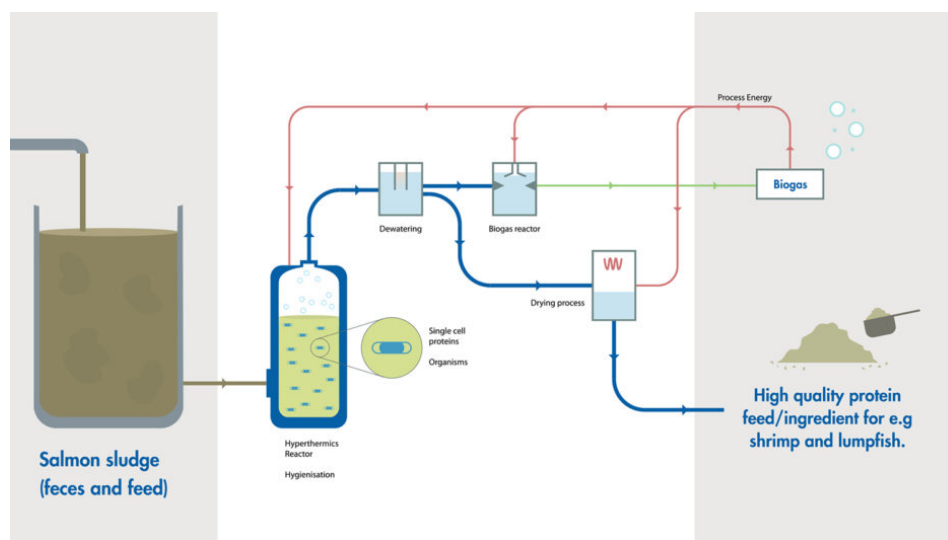 Process Energy
Biogas
Dewatering
Biogas reactor
Drying process
Single cell
proteins
Organisms
High quality protein
feed/ingredient for e.g
shrimp and lumpfish.
Hyperthermics
Reactor
Hygienisation
Salmon sludge
(feces and feed)